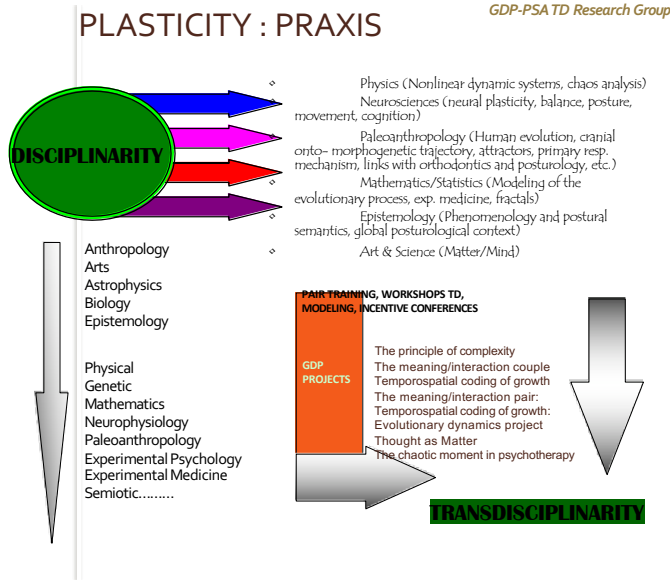 GDP-PSA TD Research Group
PLASTICITY : PRAXIS
DISCIPLINARITY
Physics (Nonlinear dynamic systems, chaos analysis)
Neurosciences (neural plasticity, balance, posture,
movement, cognition)
Paleoanthropology (Human evolution, cranial
onto- morphogenetic trajectory, attractors, primary resp.
mechanism, links with orthodontics and posturology, etc.)
Mathematics/Statistics (Modeling of the
evolutionary process, exp. medicine, fractals)
Epistemology (Phenomenology and postural
semantics, global posturological context)
Art & Science (Matter/Mind)
Anthropology
Arts
Astrophysics
Biology
Epistemology
Physical
Genetic
Mathematics
Neurophysiology
Paleoanthropology
Experimental Psychology
Experimental Medicine
Semiotic.........
PAIR TRAINING, WORKSHOPS TD,
MODELING, INCENTIVE CONFERENCES
GDP
PROJECTS
The principle of complexity
The meaning/interaction couple
Temporospatial coding of growth
The meaning/interaction pair:
Temporospatial coding of growth:
Evolutionary dynamics project
Thought as Matter
The chaotic moment in psychotherapy
TRANSDISCIPLINARITY